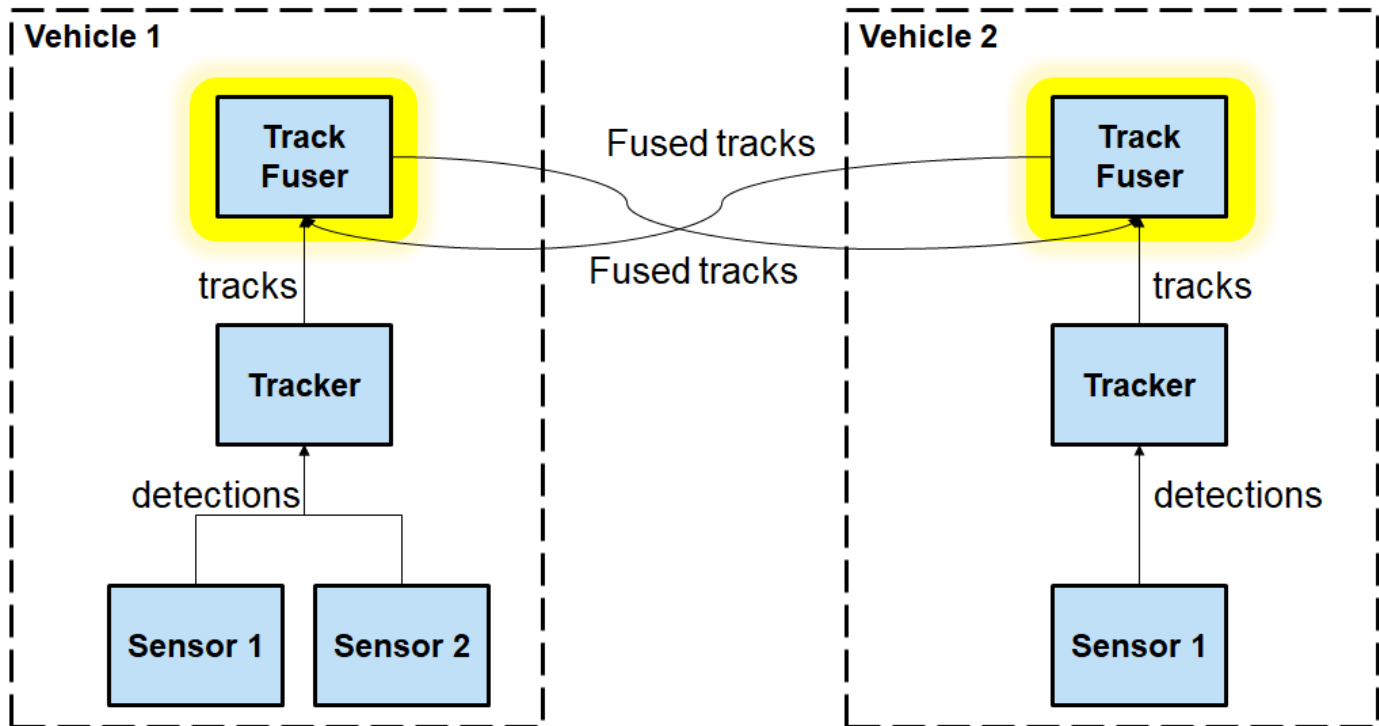 Vehicle 1
Vehicle 2
Track
Fuser
Fused tracks
Track
Fuser
Fused tracks
tracks
tracks
Tracker
Tracker
detections
detections
Sensor 1
Sensor 2
Sensor 1